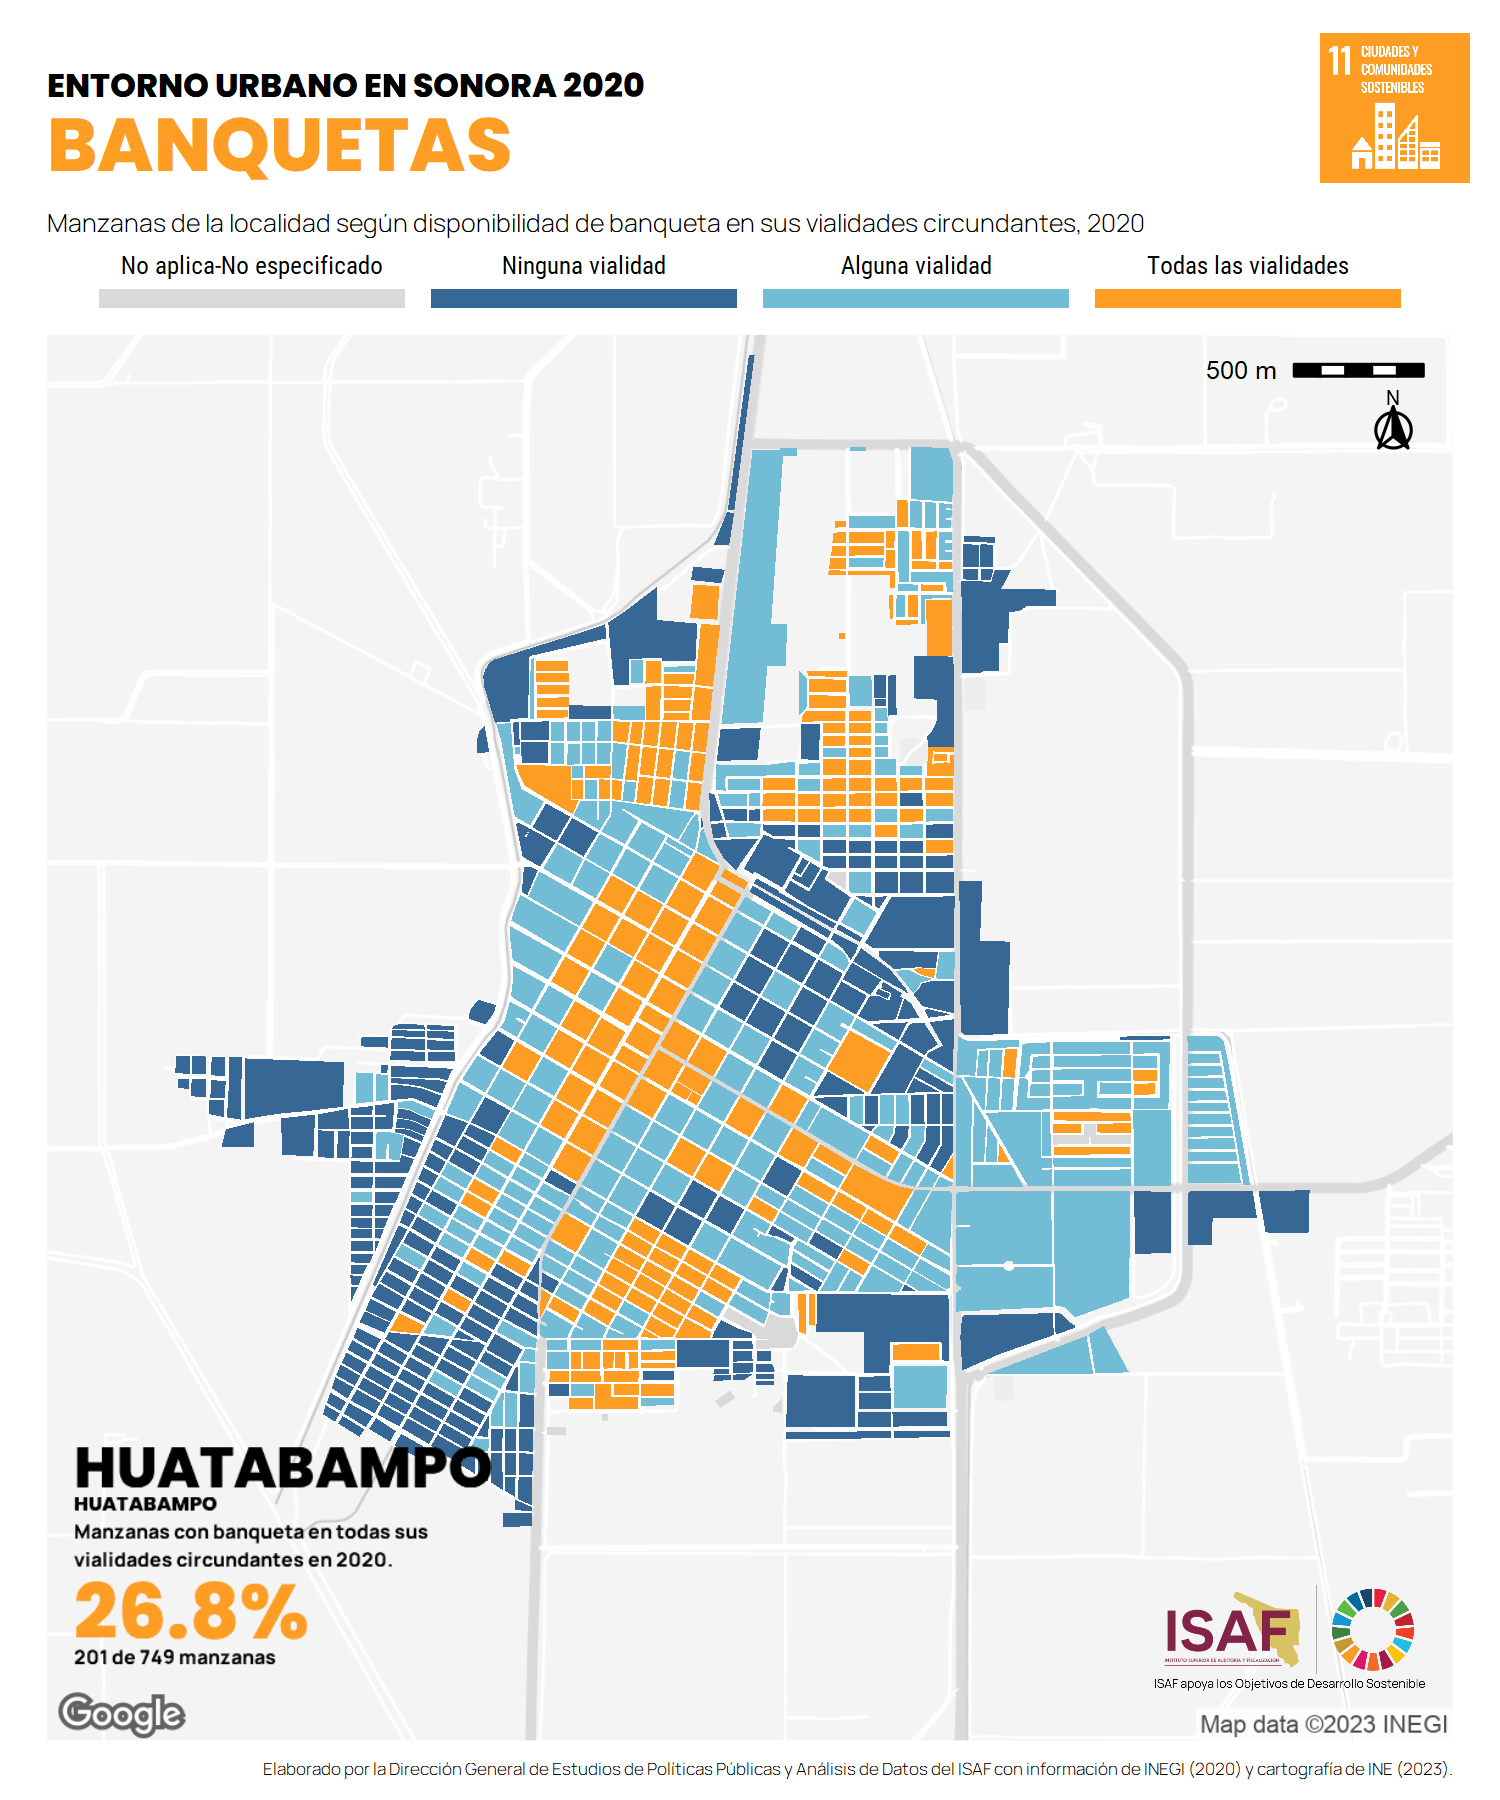 ENTORNO URBANO EN SONORA 2020
BANQUETAS
11 CIUDADES Y
COMUNIDADES
SOSTENIBLES
Manzanas de la localidad según disponibilidad de banqueta en sus vialidades circundantes, 2020
No aplica-No especificado
Ninguna vialidad
Alguna vialidad
Todas las vialidades
500 m
N
HUATABAMPO
HUATABAMPO
Manzanas con banqueta en todas sus
vialidades circundantes en 2020.
26.8%
201 de 749 manzanas
Google
ISAF
INSTITUTO SUPERIOR DE AUDITORÍA Y FISCALIZACIÓN
ISAF apoya los Objetivos de Desarrollo Sostenible
Map data ©2023 INEGI
Elaborado por la Dirección General de Estudios de Políticas Públicas y Análisis de Datos del ISAF con información de INEGI (2020) y cartografía de INE (2023).